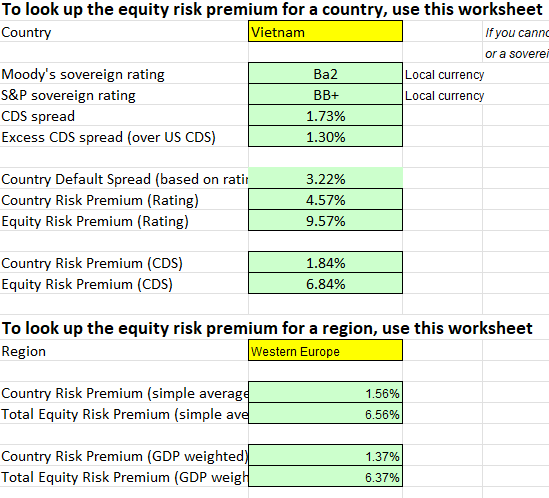 To look up the equity risk premium for a country, use this worksheet
Country Vietnam If you canno
or a soverei
Moody's sovereign rating Ba2 Local currency
S&P sovereign rating BB+ Local currency
CDS spread 1.73%
Excess CDS spread (over US CDS) 1.30%
Country Default Spread (based on ratin 3.22%
Country Risk Premium (Rating) 4.57%
Equity Risk Premium (Rating) 9.57%
Country Risk Premium (CDS) 1.84%
Equity Risk Premium (CDS) 6.84%
To look up the equity risk premium for a region, use this worksheet
Region Western Europe
Country Risk Premium (simple average 1.56%
Total Equity Risk Premium (simple ave 6.56%
Country Risk Premium (GDP weighted) 1.37%
Total Equity Risk Premium (GDP weigh 6.37%